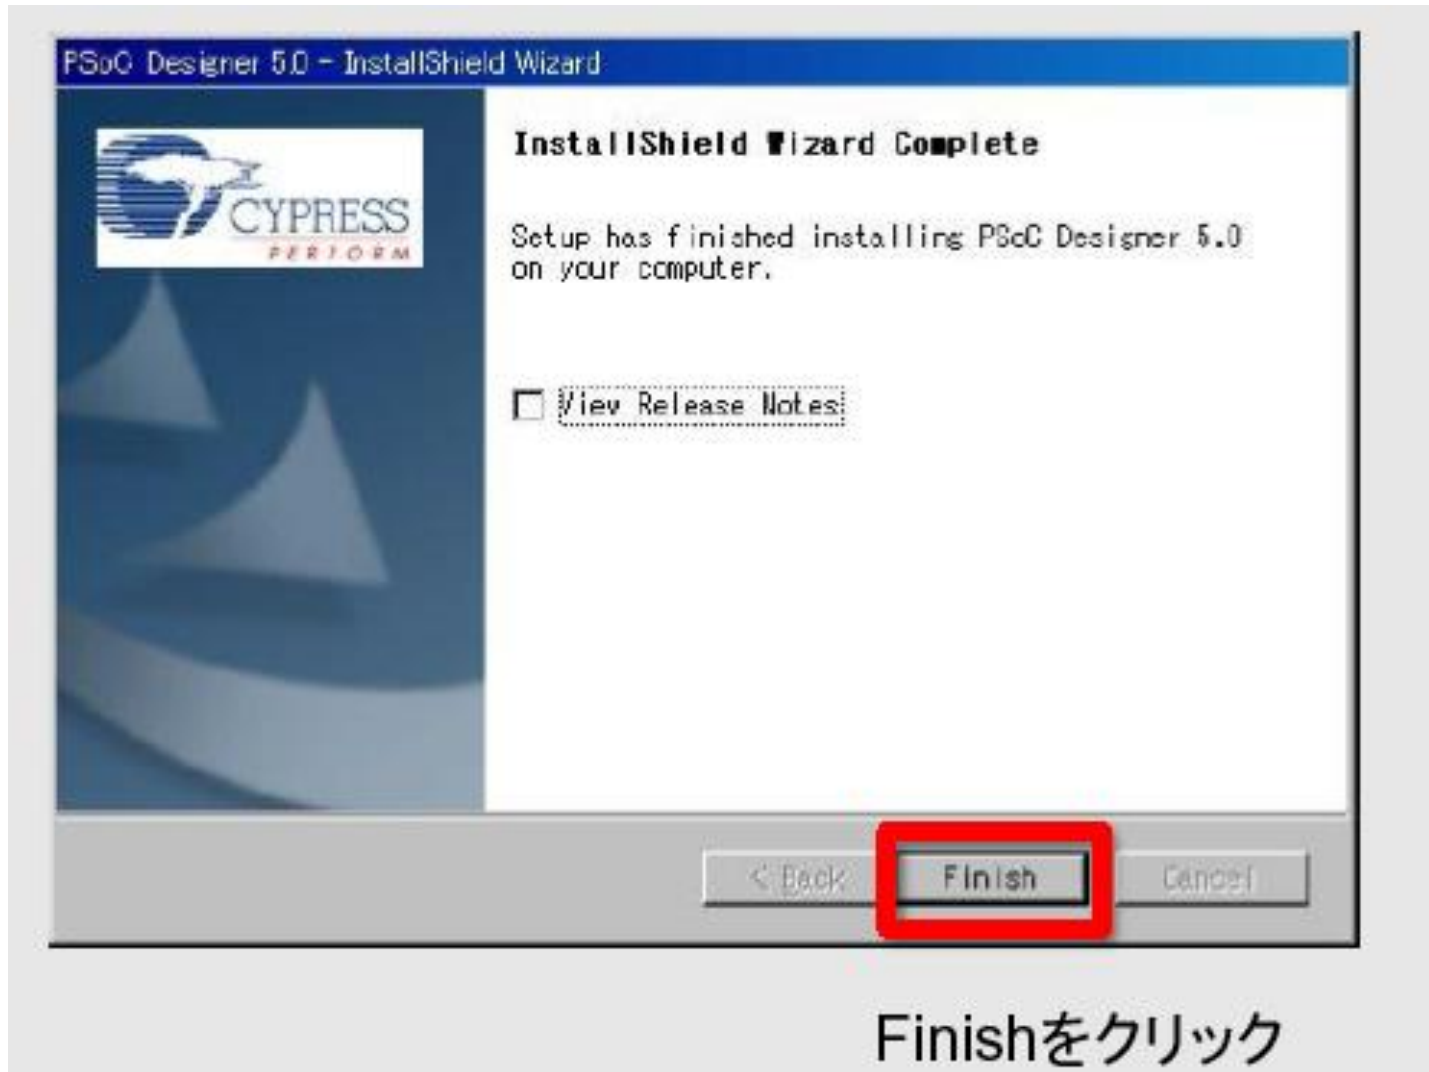 PSoC Designer 5.0 - InstallShield Wizard
CYPRESS
PERFORM
InstallShield Wizard Complete
Setup has finished installing PSoC Designer 5.0
on your computer.
View Release Notes
< Back
Finish
Cancel
Finishをクリック